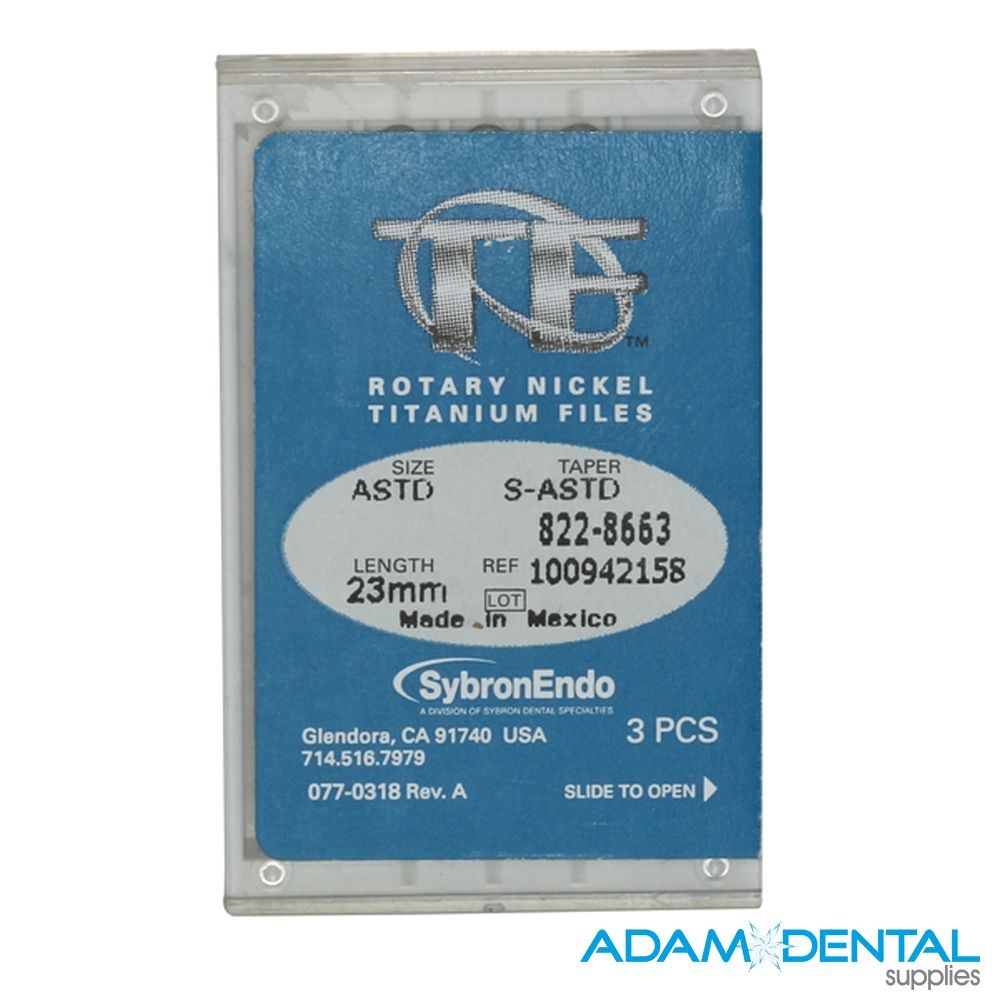 TF™
ROTARY NICKEL
TITANIUM FILES
SIZE TAPER
ASTD S-ASTD
822-8663
LENGTH REF 100942158
23mm LOT
Made in Mexico
SybronEndo
A DIVISION OF SYBRON DENTAL SPECIALTIES
Glendora, CA 91740 USA 3 PCS
714.516.7979
077-0318 Rev. A SLIDE TO OPEN
ADAM DENTAL
supplies